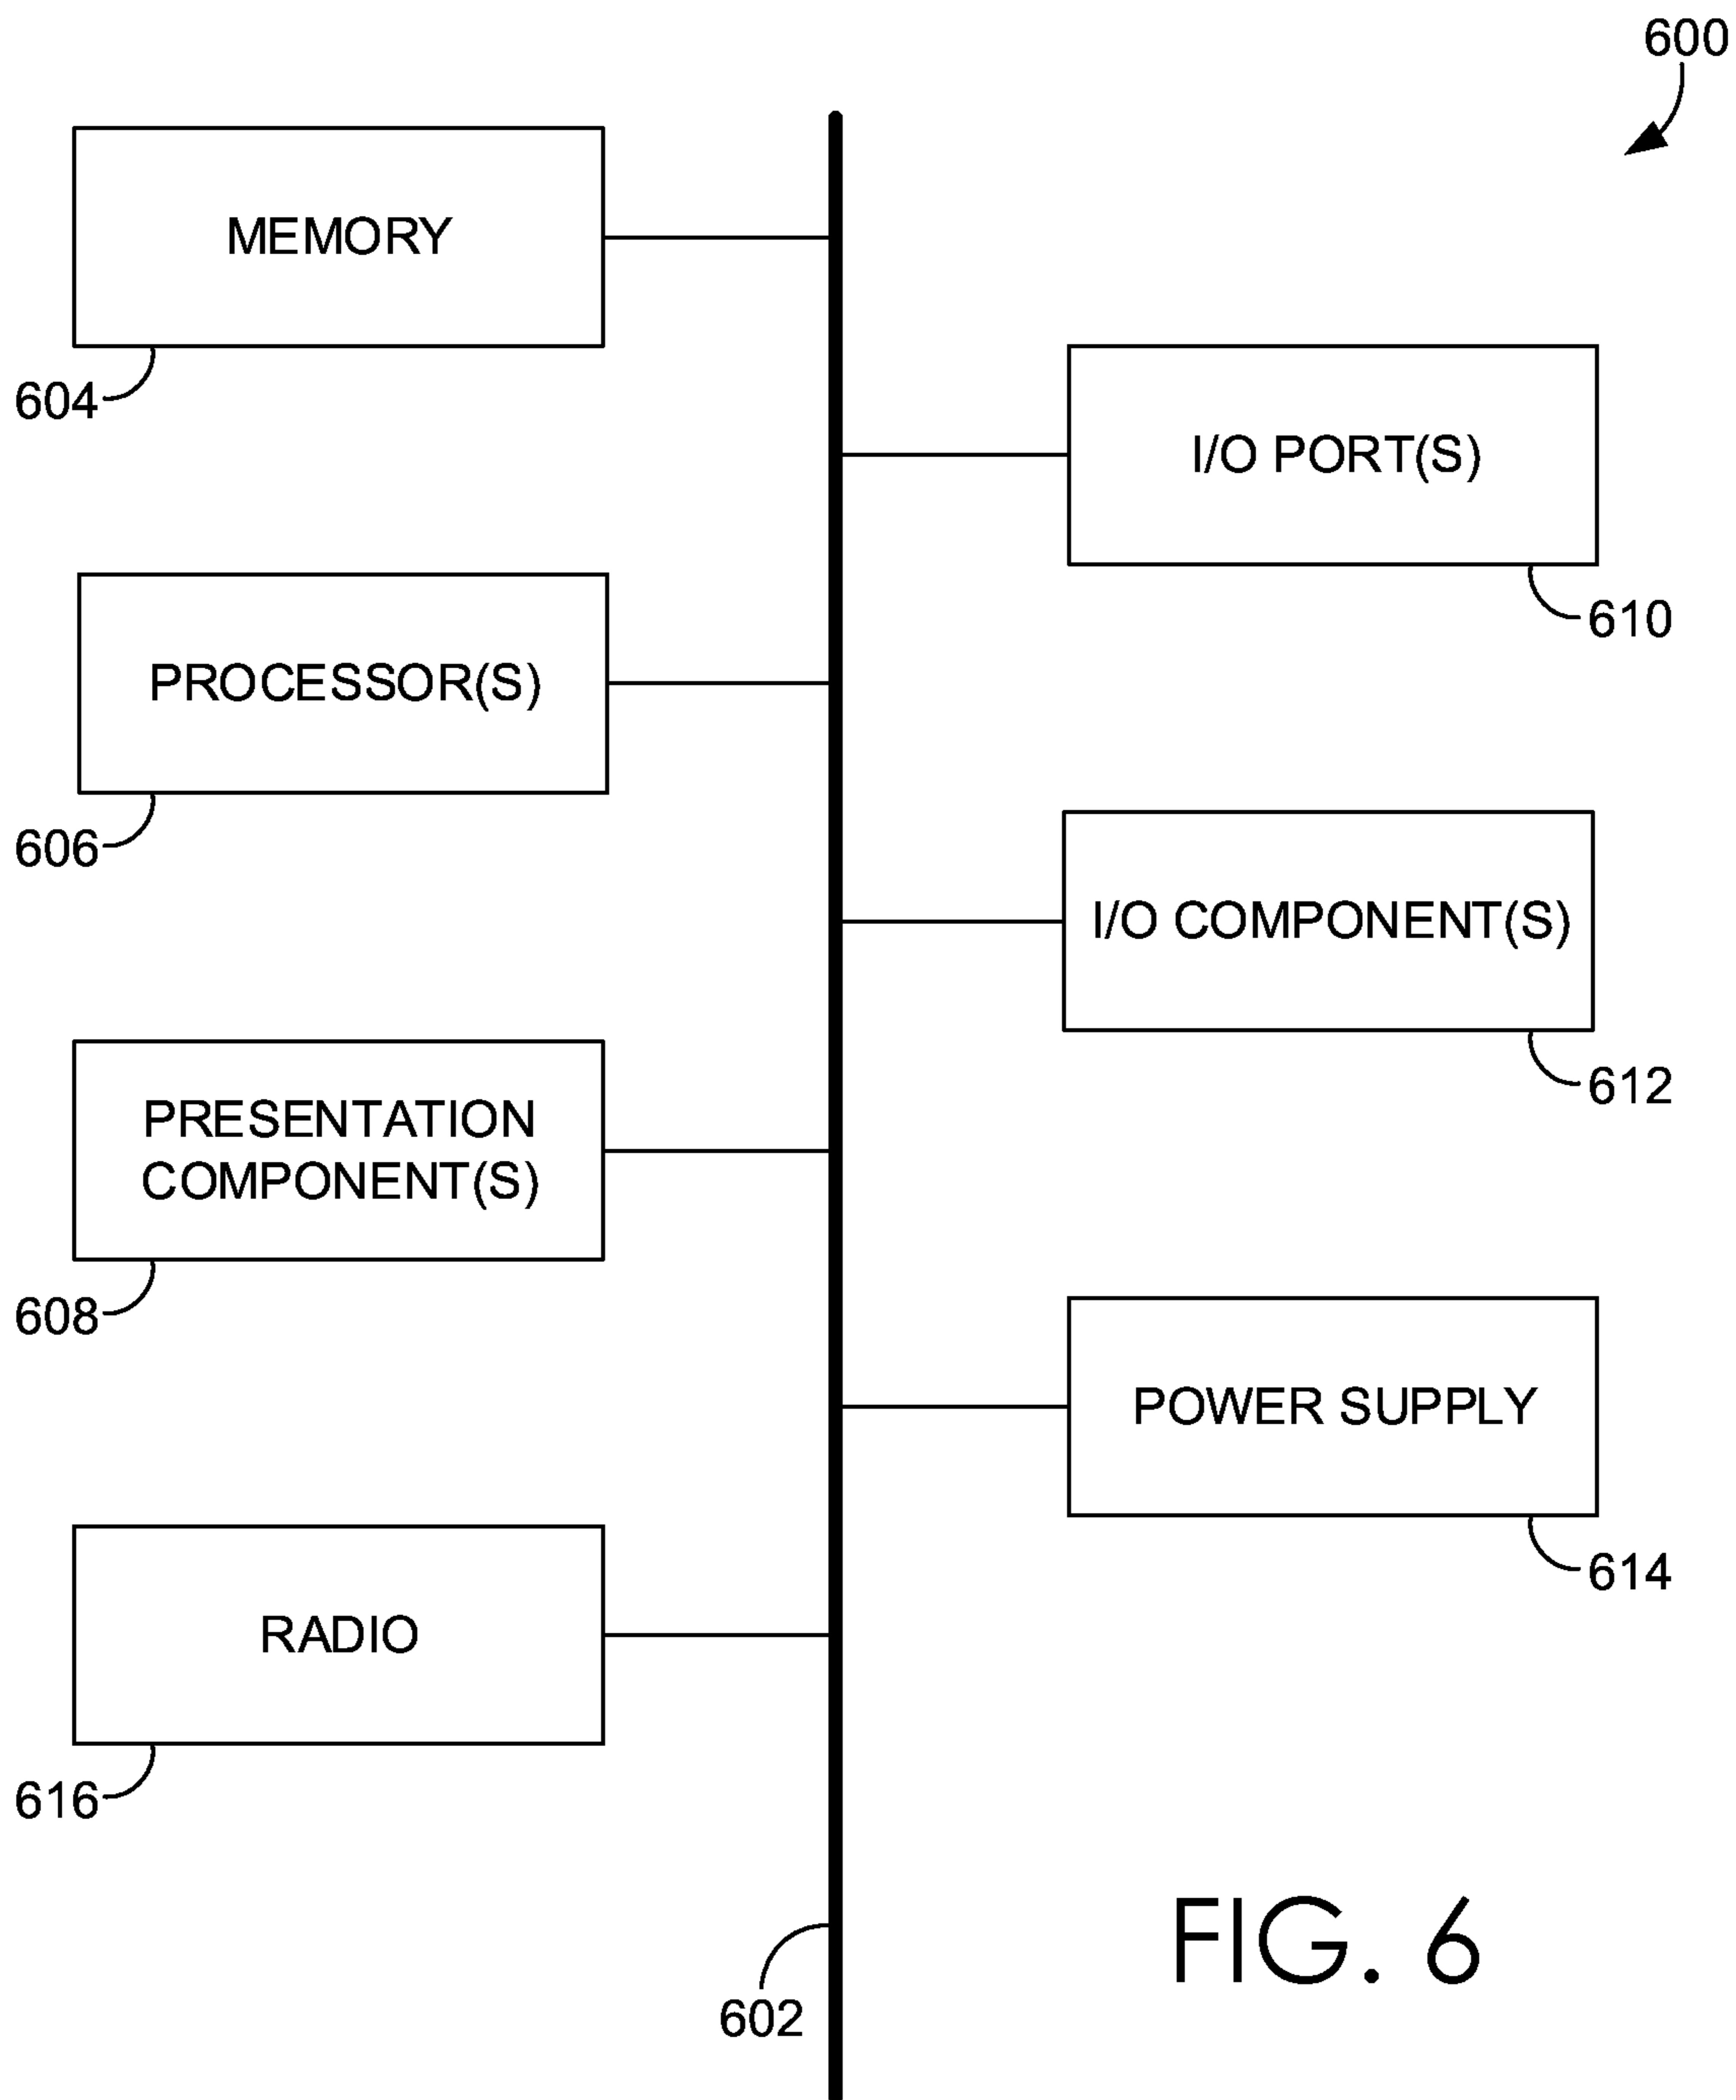 600
MEMORY
604
I/O PORT(S)
610
PROCESSOR(S)
606
I/O COMPONENT(S)
612
PRESENTATION
COMPONENT(S)
608
POWER SUPPLY
614
RADIO
616
602
FIG. 6